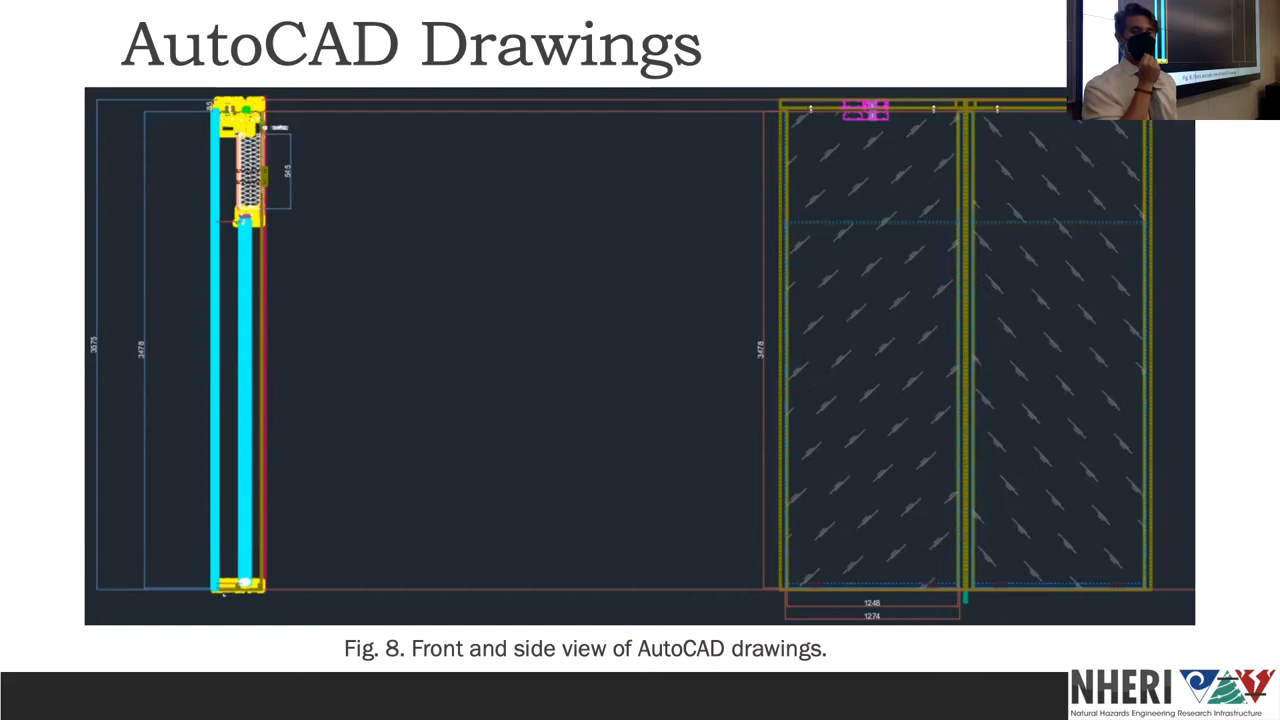 AutoCAD Drawings
545
3575
3478
3478
1248
1274
Fig. 8. Front and side view of AutoCAD drawings.
NHERI
Natural Hazards Engineering Research Infrastructure